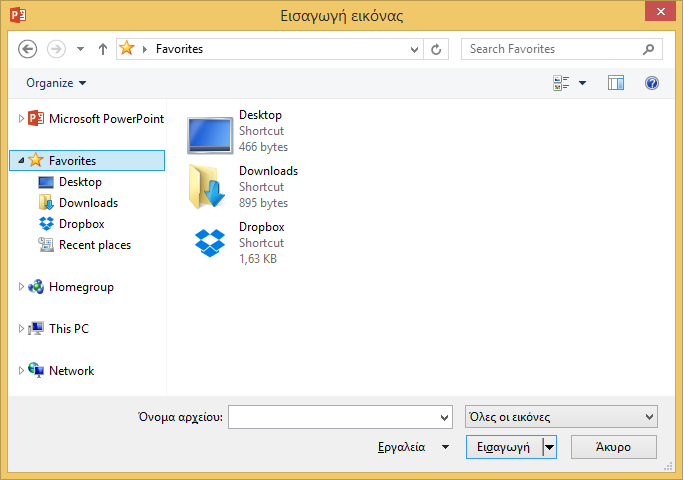 Εισαγωγή εικόνας
Favorites
Search Favorites
Organize
Microsoft PowerPoint
Favorites
Desktop
Downloads
Dropbox
Recent places
Homegroup
This PC
Network
Desktop
Shortcut
466 bytes
Downloads
Shortcut
895 bytes
Dropbox
Shortcut
1,63 KB
Όνομα αρχείου:
Όλες οι εικόνες
Εργαλεία
Εισαγωγή
Άκυρο